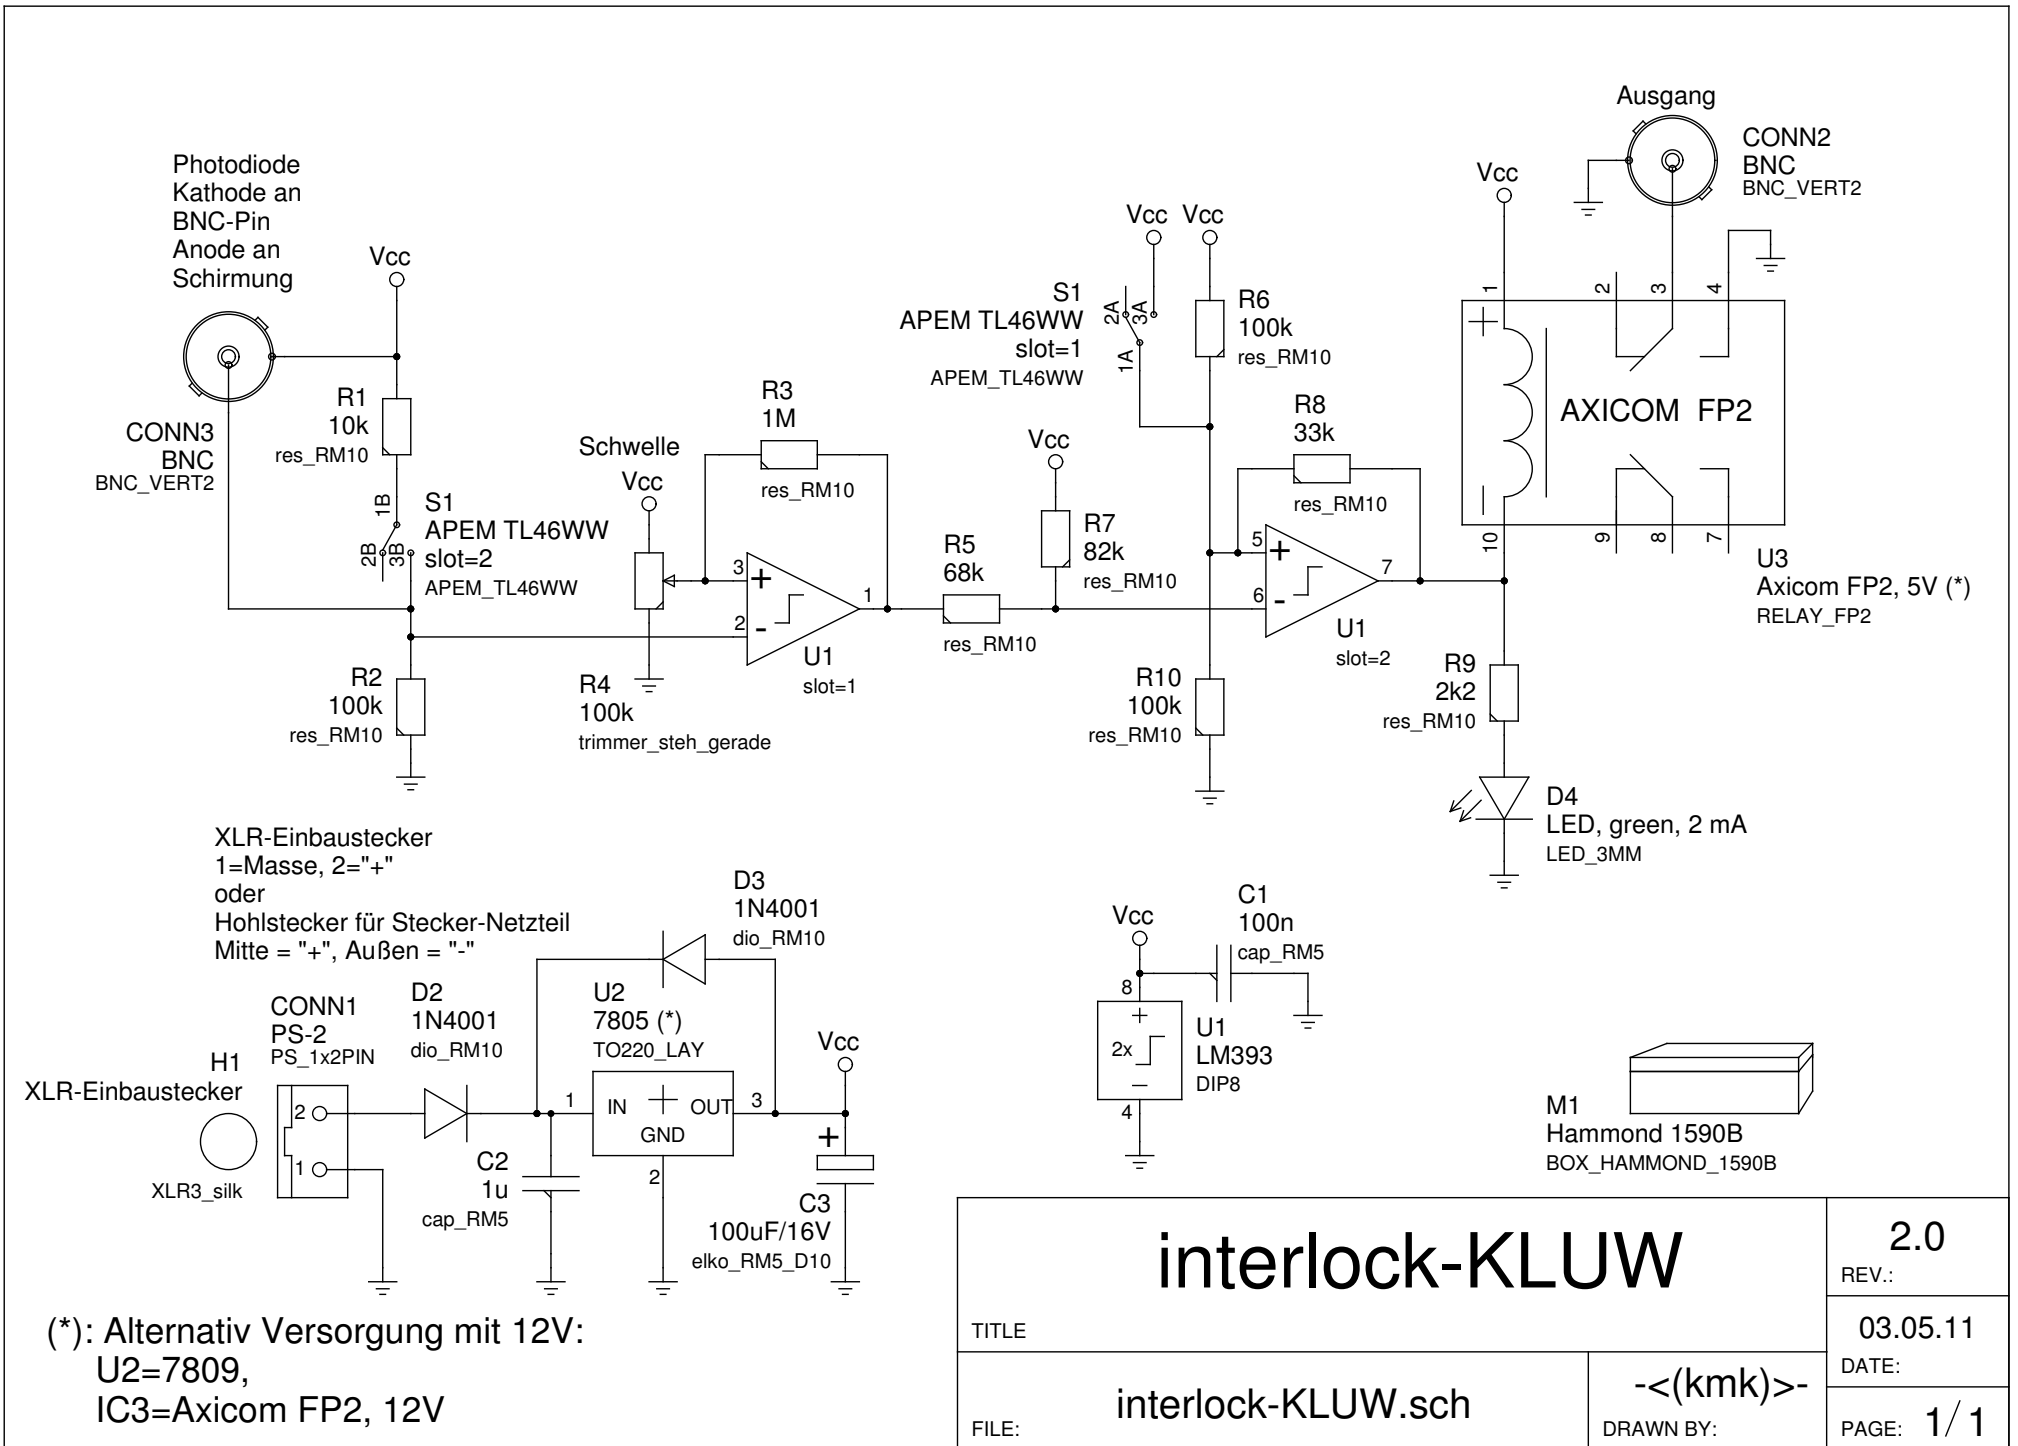 Ausgang
CONN2
BNC
BNC_VERT2
Photodiode
Kathode an
BNC-Pin
Anode an
Schirmung
Vcc
CONN3
BNC
BNC_VERT2
R1
10k
res_RM10
1B
2B
3B
S1
APEM TL46WW
slot=2
APEM_TL46WW
R2
100k
res_RM10
Schwelle
Vcc
R4
100k
trimmer_steh_gerade
R3
1M
res_RM10
3
+
2
-
1
U1
slot=1
R5
68k
res_RM10
Vcc
R7
82k
res_RM10
Vcc
Vcc
S1
APEM TL46WW
slot=1
APEM_TL46WW
2A
3A
1A
R6
100k
res_RM10
R8
33k
res_RM10
5
+
6
-
7
U1
slot=2
R10
100k
res_RM10
Vcc
1
2
3
4
+
AXICOM FP2
-
10
9
8
7
U3
Axicom FP2, 5V (*)
RELAY_FP2
R9
2k2
res_RM10
D4
LED, green, 2 mA
LED_3MM
XLR-Einbaustecker
1=Masse, 2="+"
oder
Hohlstecker für Stecker-Netzteil
Mitte = "+", Außen = "-"
H1
XLR-Einbaustecker
XLR3_silk
CONN1
PS-2
PS_1x2PIN
2
1
D2
1N4001
dio_RM10
D3
1N4001
dio_RM10
U2
7805 (*)
TO220_LAY
1
IN
+
OUT
3
GND
2
C2
1u
cap_RM5
Vcc
+
C3
100uF/16V
elko_RM5_D10
Vcc
C1
100n
cap_RM5
8
+
2x
-
4
U1
LM393
DIP8
M1
Hammond 1590B
BOX_HAMMOND_1590B
(*): Alternativ Versorgung mit 12V:
U2=7809,
IC3=Axicom FP2, 12V
interlock-KLUW
TITLE
2.0
REV.:
03.05.11
DATE:
interlock-KLUW.sch
FILE:
-<(kmk)>-
DRAWN BY:
PAGE: 1/1